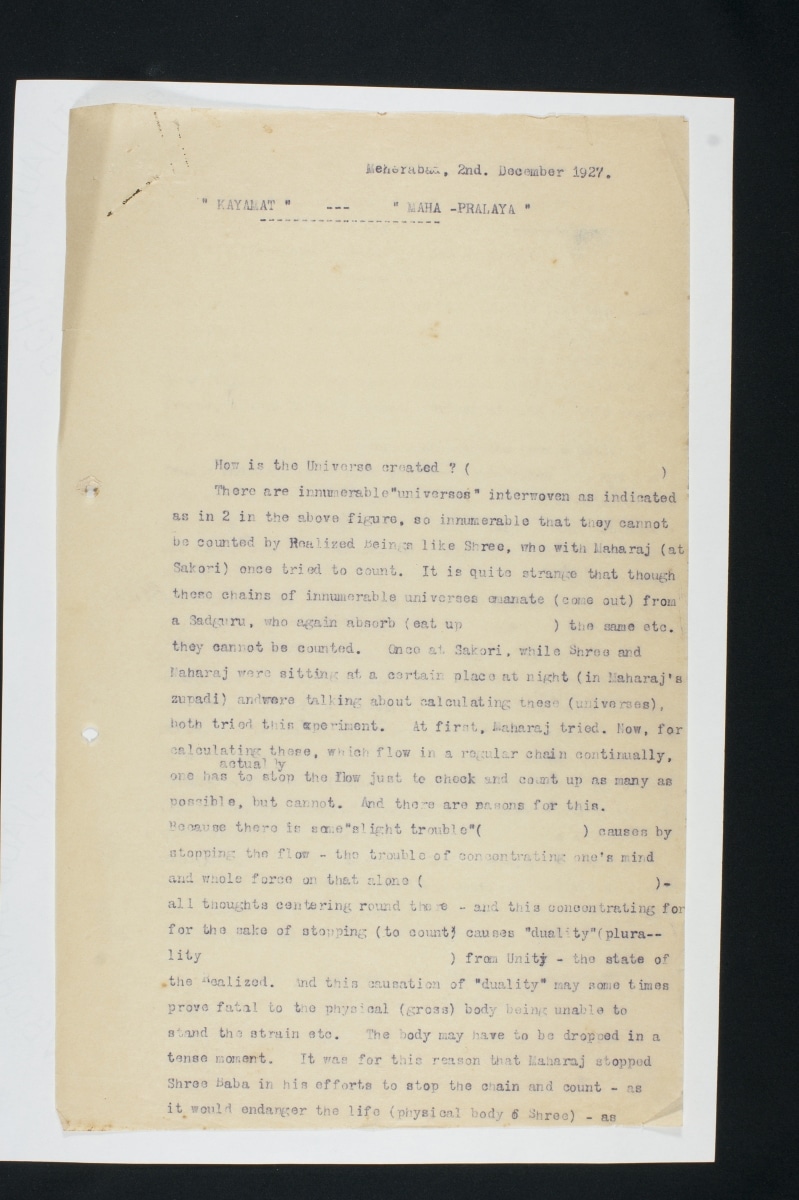 Meherabad, 2nd. December 1927.
" KAYAMAT " --- " MAHA -PRALAYA "
----------------------
How is the Universe created ? ( )
There are innumerable"universes" interwoven as indicated
as in 2 in the above figure, so innumerable that they cannot
be counted by Realized Beings like Shree, who with Maharaj (at
Sakori) once tried to count. It is quite strange that though
these chains of innumerable universes emanate (come out) from
a Sadguru, who again absorb (eat up ) the same etc.
they cannot be counted. Once at Sakori, while Shree and
Maharaj were sitting at a certain place at night (in Maharaj's
zupadi) andwere talking about calculating these (universes),
both tried this experiment. At first, Maharaj tried. Now, for
calculating these, which flow in a regular chain continually,
actually
one has to stop the flow just to check and count up as many as
possible, but cannot. And there are rasons for this.
Because there is some"slight trouble"( ) causes by
stopping the flow - the trouble of concentrating one's mind
and whole force on that alone ( )-
all thoughts centering round there - and this concentrating for
for the sake of stopping (to count) causes "duality"(plura--
lity ) from Unity - the state of
the Realized. And this causation of "duality" may some times
prove fatal to the physical (gross) body being unable to
stand the strain etc. The body may have to be dropped in a
tense moment. It was for this reason that Maharaj stopped
Shree Baba in his efforts to stop the chain and count - as
it would endanger the life (physical body 6 Shree) - as